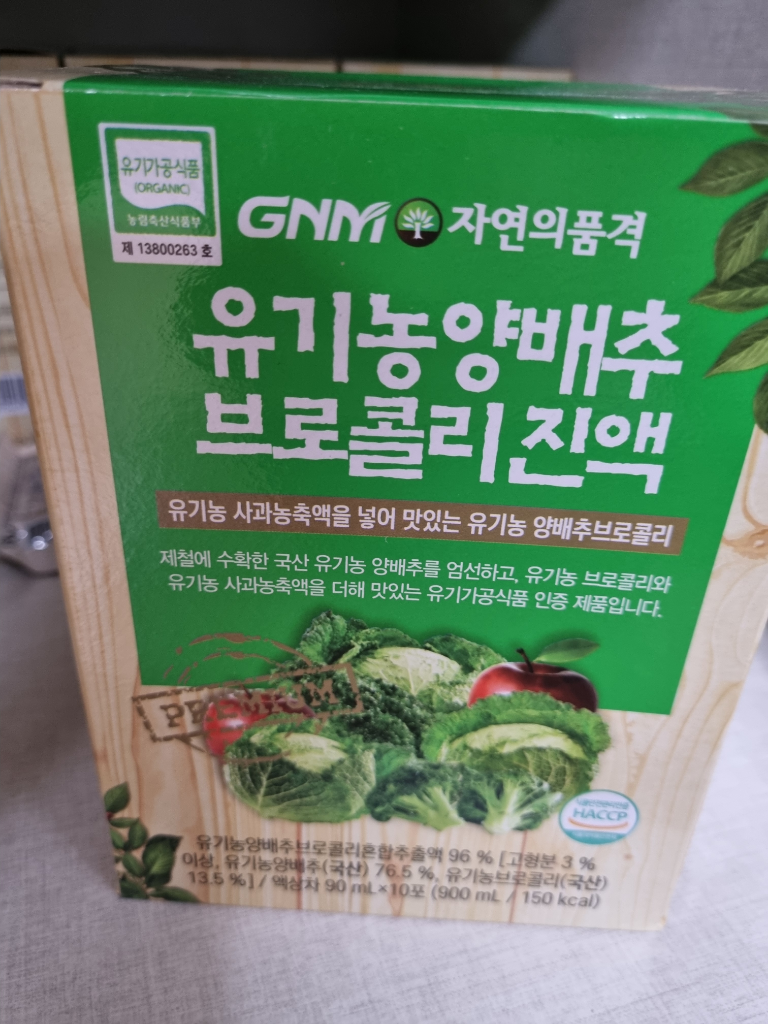 유기가공식품
(ORGANIC)
농림축산식품부
제 13800263 호
GNM 자연의품격
유기농양배추
브로콜리진액
유기농 사과농축액을 넣어 맛있는 유기농 양배추브로콜리
제철에 수확한 국산 유기농 양배추를 엄선하고, 유기농 브로콜리와
유기농 사과농축액을 더해 맛있는 유기가공식품 인증 제품입니다.
PREMIUM
HACCP
유기농양배추브로콜리혼합추출액 96 % [고형분 3 %
이상, 유기농양배추(국산) 76.5 %, 유기농브로콜리(국산)
13.5 %] / 액상차 90 mL×10포 (900 mL / 150 kcal)